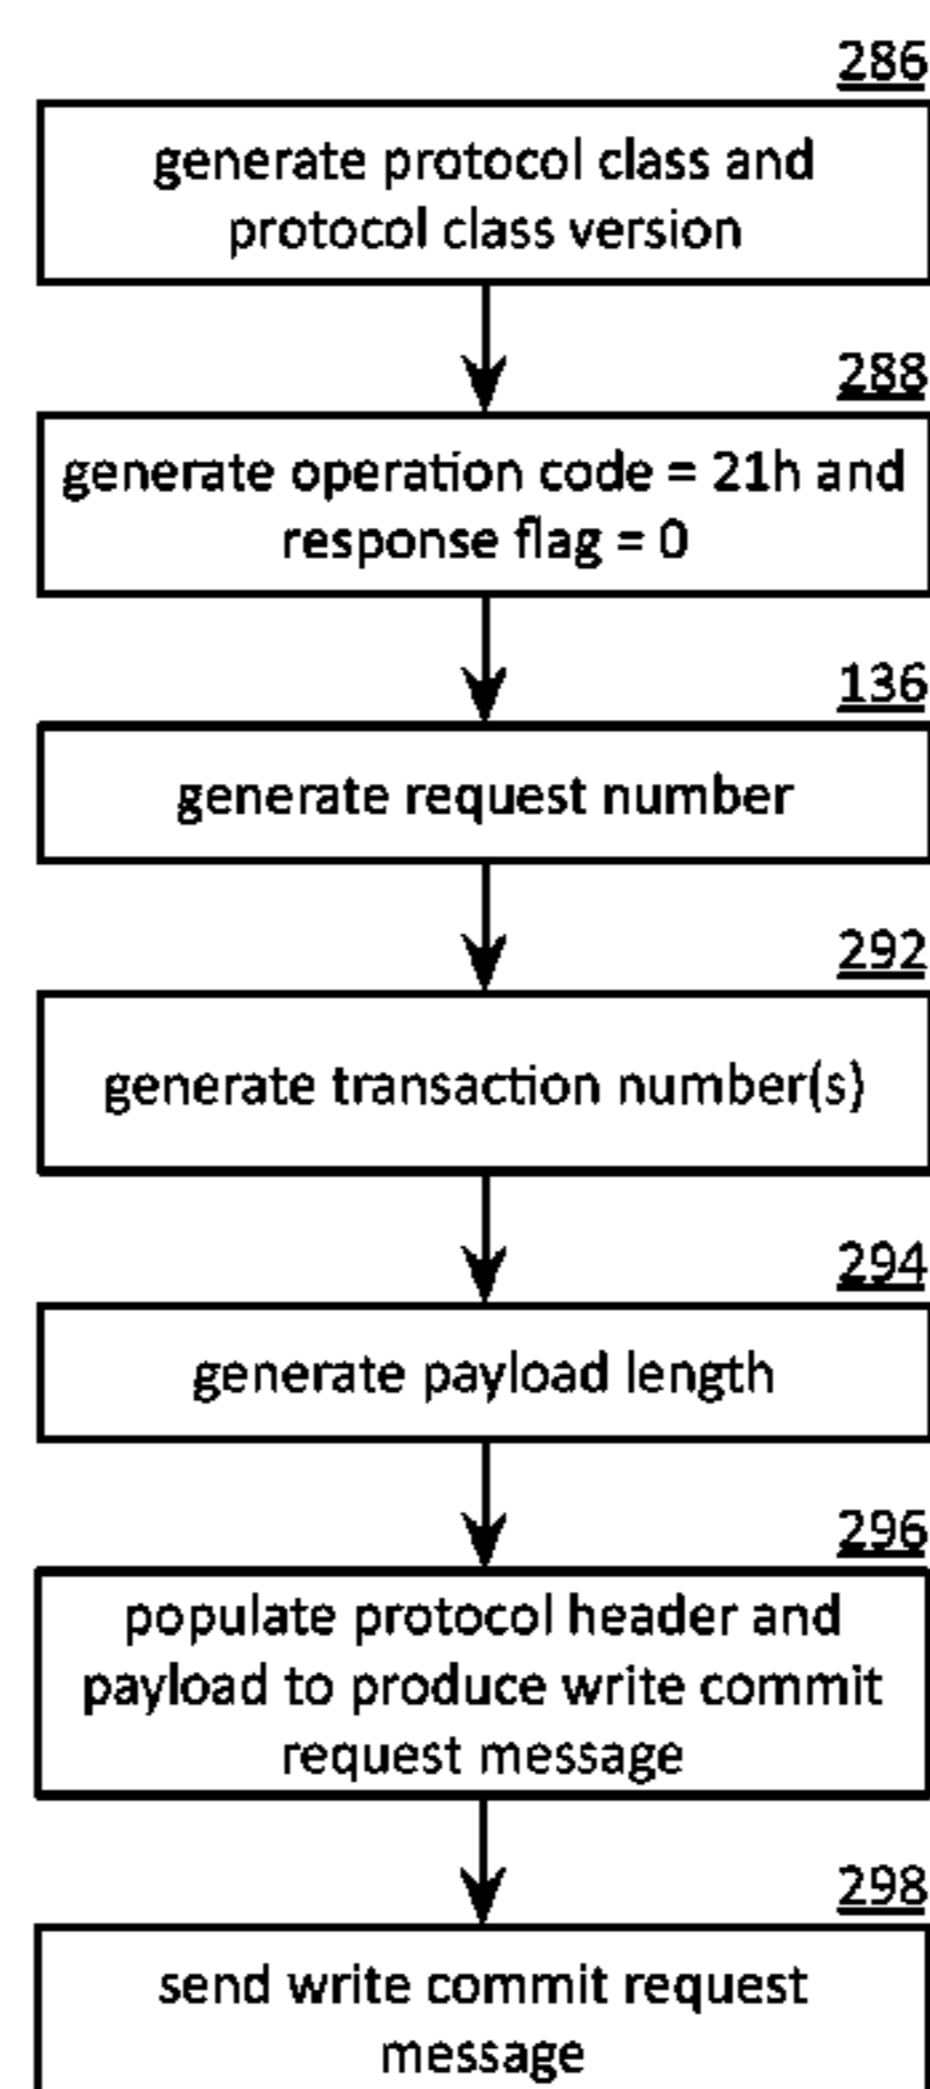 286
generate protocol class and
protocol class version
288
generate operation code = 21h and
response flag = 0
136
generate request number
292
generate transaction number(s)
294
generate payload length
296
populate protocol header and
payload to produce write commit
request message
298
send write commit request
message